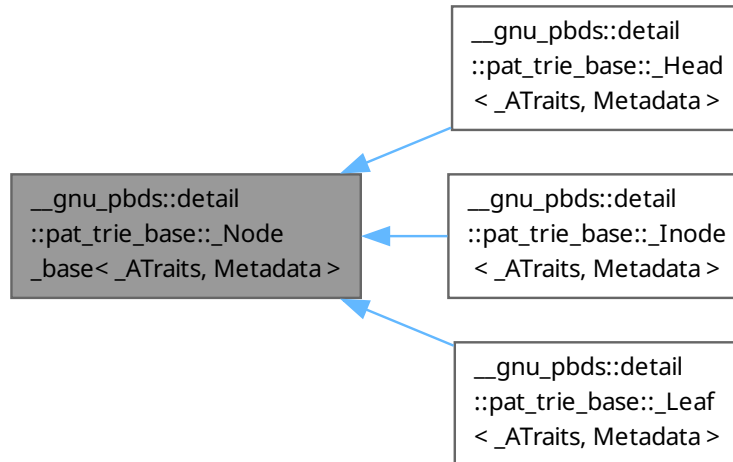 __gnu_pbds::detail
::pat_trie_base::_Head
< _ATraits, Metadata >
__gnu_pbds::detail
::pat_trie_base::_Node
_base< _ATraits, Metadata >
__gnu_pbds::detail
::pat_trie_base::_Inode
< _ATraits, Metadata >
__gnu_pbds::detail
::pat_trie_base::_Leaf
< _ATraits, Metadata >